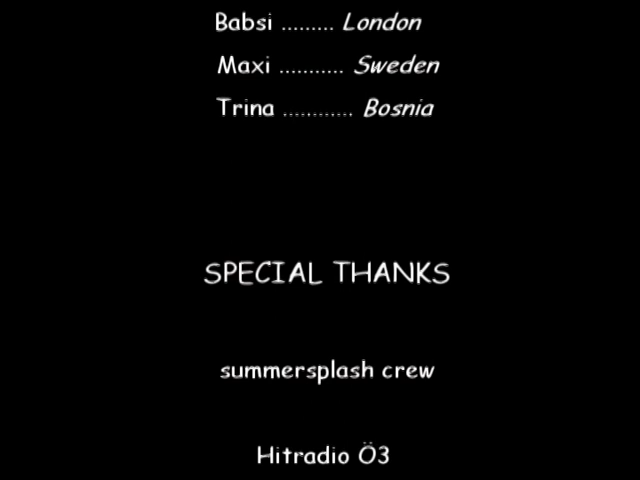 Babsi ......... London
Maxi ........... Sweden
Trina ............ Bosnia
SPECIAL THANKS
summersplash crew
Hitradio Ö3